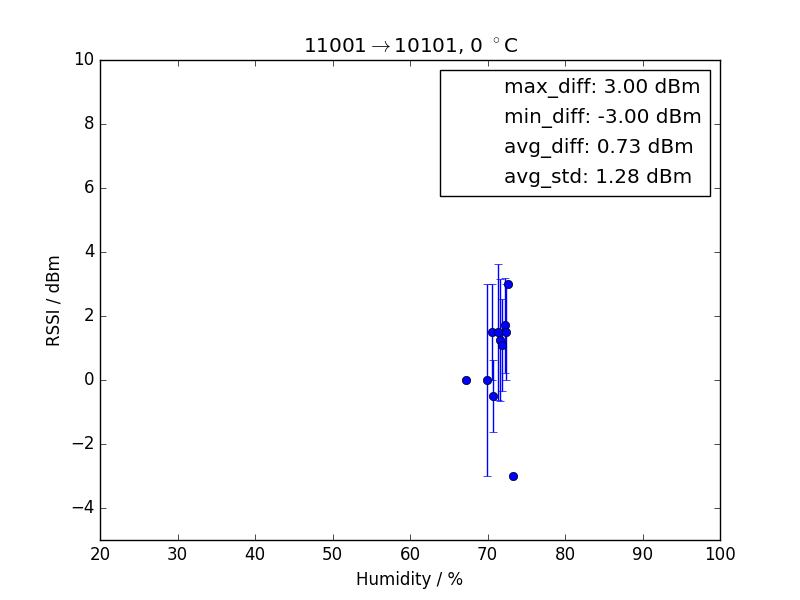 11001→10101, 0 °C
max_diff: 3.00 dBm
min_diff: -3.00 dBm
avg_diff: 0.73 dBm
avg_std: 1.28 dBm
10
8
6
4
2
0
−2
−4
RSSI / dBm
20 30 40 50 60 70 80 90 100
Humidity / %